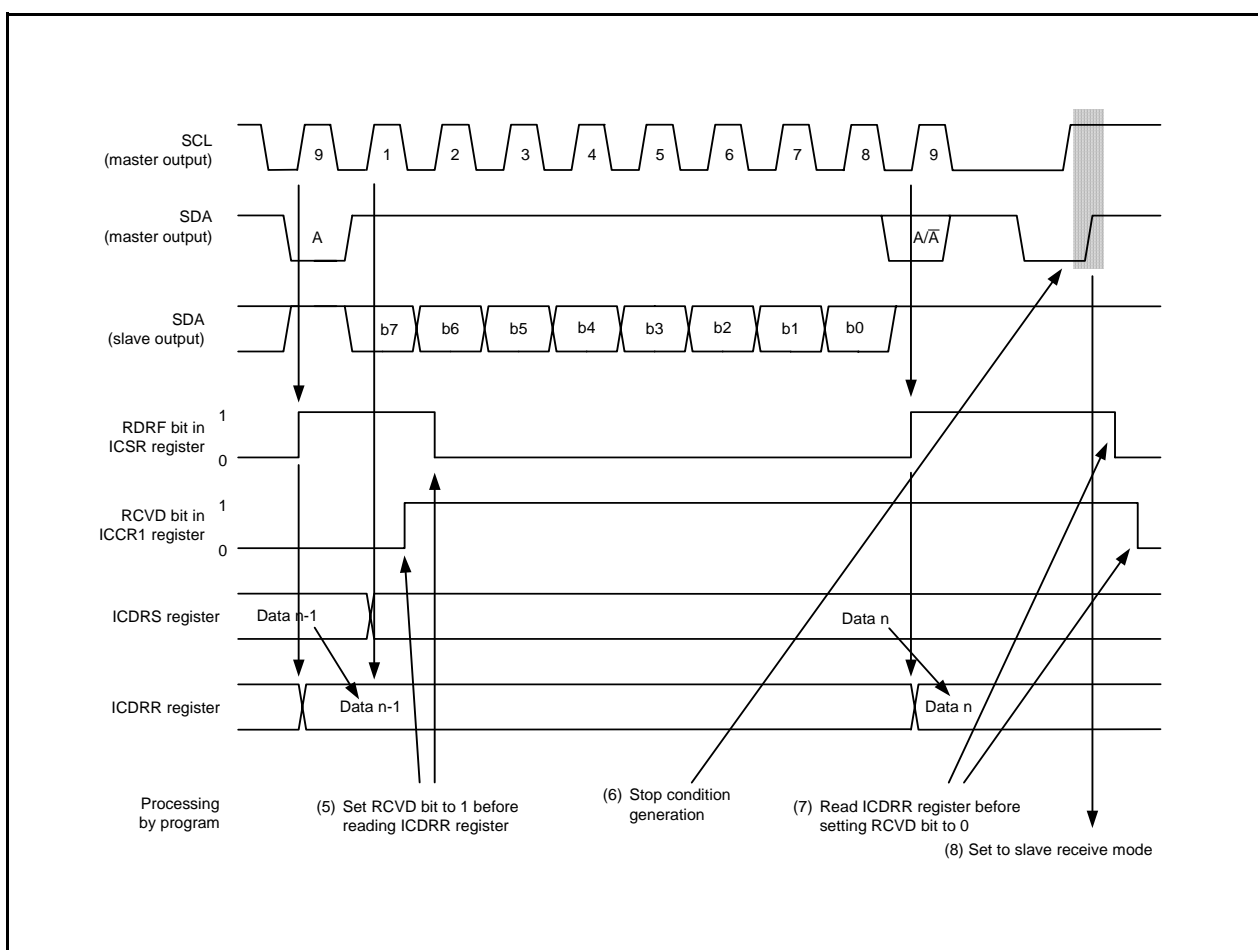 SCL
(master output)
9 1 2 3 4 5 6 7 8 9
SDA
(master output)
A A/A̅
SDA
(slave output)
b7 b6 b5 b4 b3 b2 b1 b0
RDRF bit in
ICSR register
1
0
RCVD bit in
ICCR1 register
1
0
ICDRS register
Data n-1 Data n
ICDRR register
Data n-1 Data n
Processing
by program
(5) Set RCVD bit to 1 before
reading ICDRR register
(6) Stop condition
generation
(7) Read ICDRR register before
setting RCVD bit to 0
(8) Set to slave receive mode